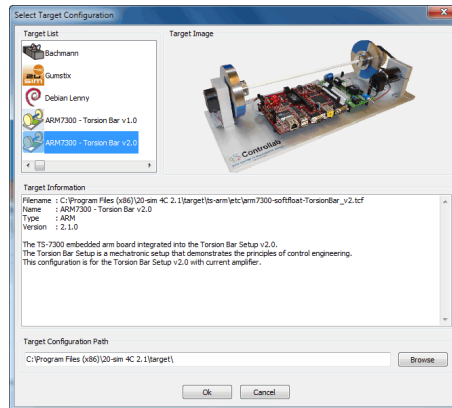 Select Target Configuration
Target List
Target Image
Bachmann
Gumstix
Debian Lenny
ARM7300 - Torsion Bar v1.0
ARM7300 - Torsion Bar v2.0
Controllab
Target Information
Filename : C:\Program Files (x86)\20-sim 4C 2.1\target\ts-arm\etc\arm7300-softfloat-TorsionBar_v2.tcf
Name : ARM7300 - Torsion Bar v2.0
Type : ARM
Version : 2.1.0
The TS-7300 embedded arm board integrated into the Torsion Bar Setup v2.0.
The Torsion Bar Setup is a mechatronic setup that demonstrates the principles of control engineering.
This configuration is for the Torsion Bar Setup v2.0 with current amplifier.
Target Configuration Path
C:\Program Files (x86)\20-sim 4C 2.1\target\
Browse
Ok
Cancel